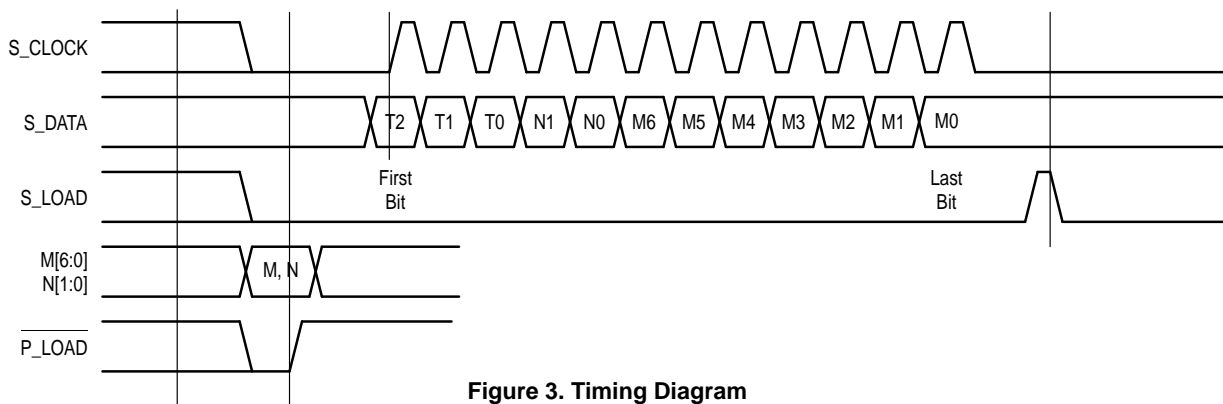 S_CLOCK
S_DATA
T2 T1 T0 N1 N0 M6 M5 M4 M3 M2 M1 M0
First
Bit
Last
Bit
S_LOAD
M[6:0]
N[1:0]
M, N
P_LOAD
Figure 3. Timing Diagram